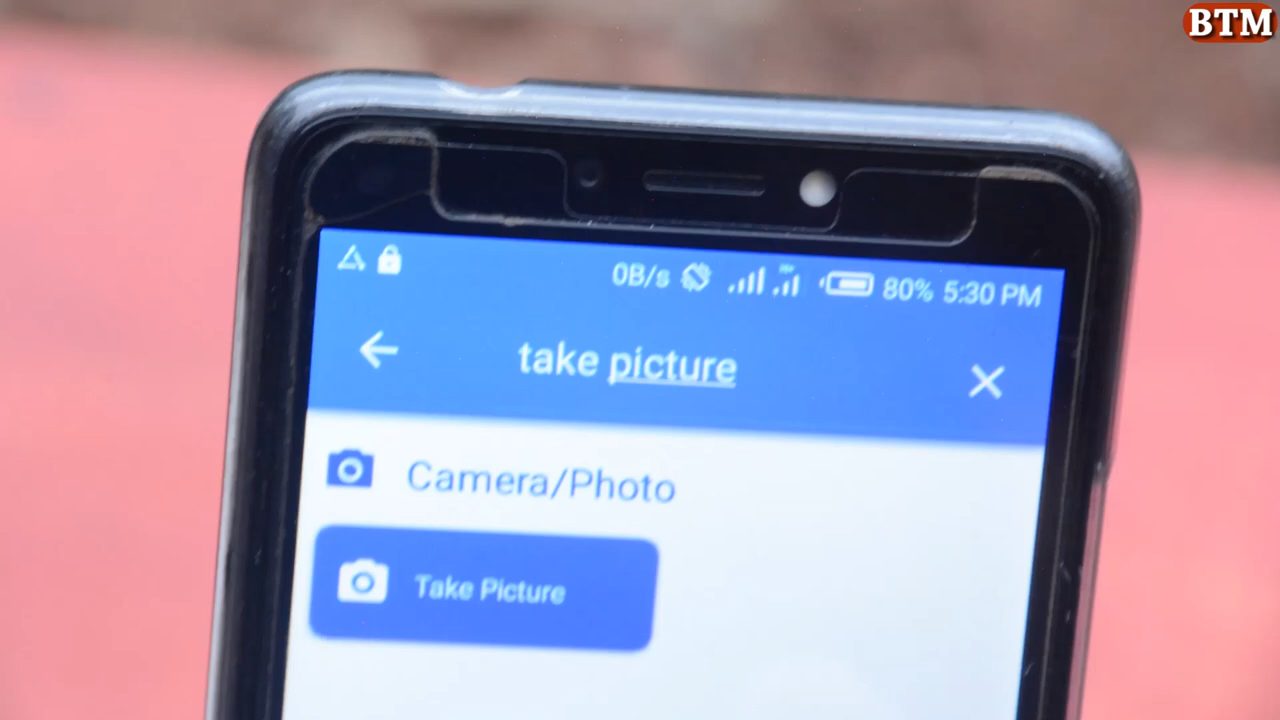 BTM
0B/s 80% 5:30 PM
take picture
Camera/Photo
Take Picture